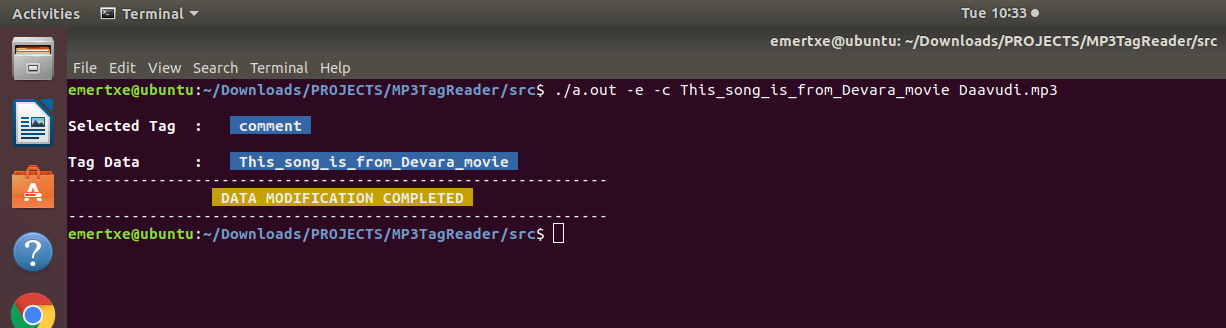 Activities Terminal Tue 10:33
emertxe@ubuntu: ~/Downloads/PROJECTS/MP3TagReader/src
File Edit View Search Terminal Help
emertxe@ubuntu:~/Downloads/PROJECTS/MP3TagReader/src$ ./a.out -e -c This_song_is_from_Devara_movie Daavudi.mp3
Selected Tag : comment
Tag Data : This_song_is_from_Devara_movie
------------------------------------------------------------
DATA MODIFICATION COMPLETED
------------------------------------------------------------
emertxe@ubuntu:~/Downloads/PROJECTS/MP3TagReader/src$